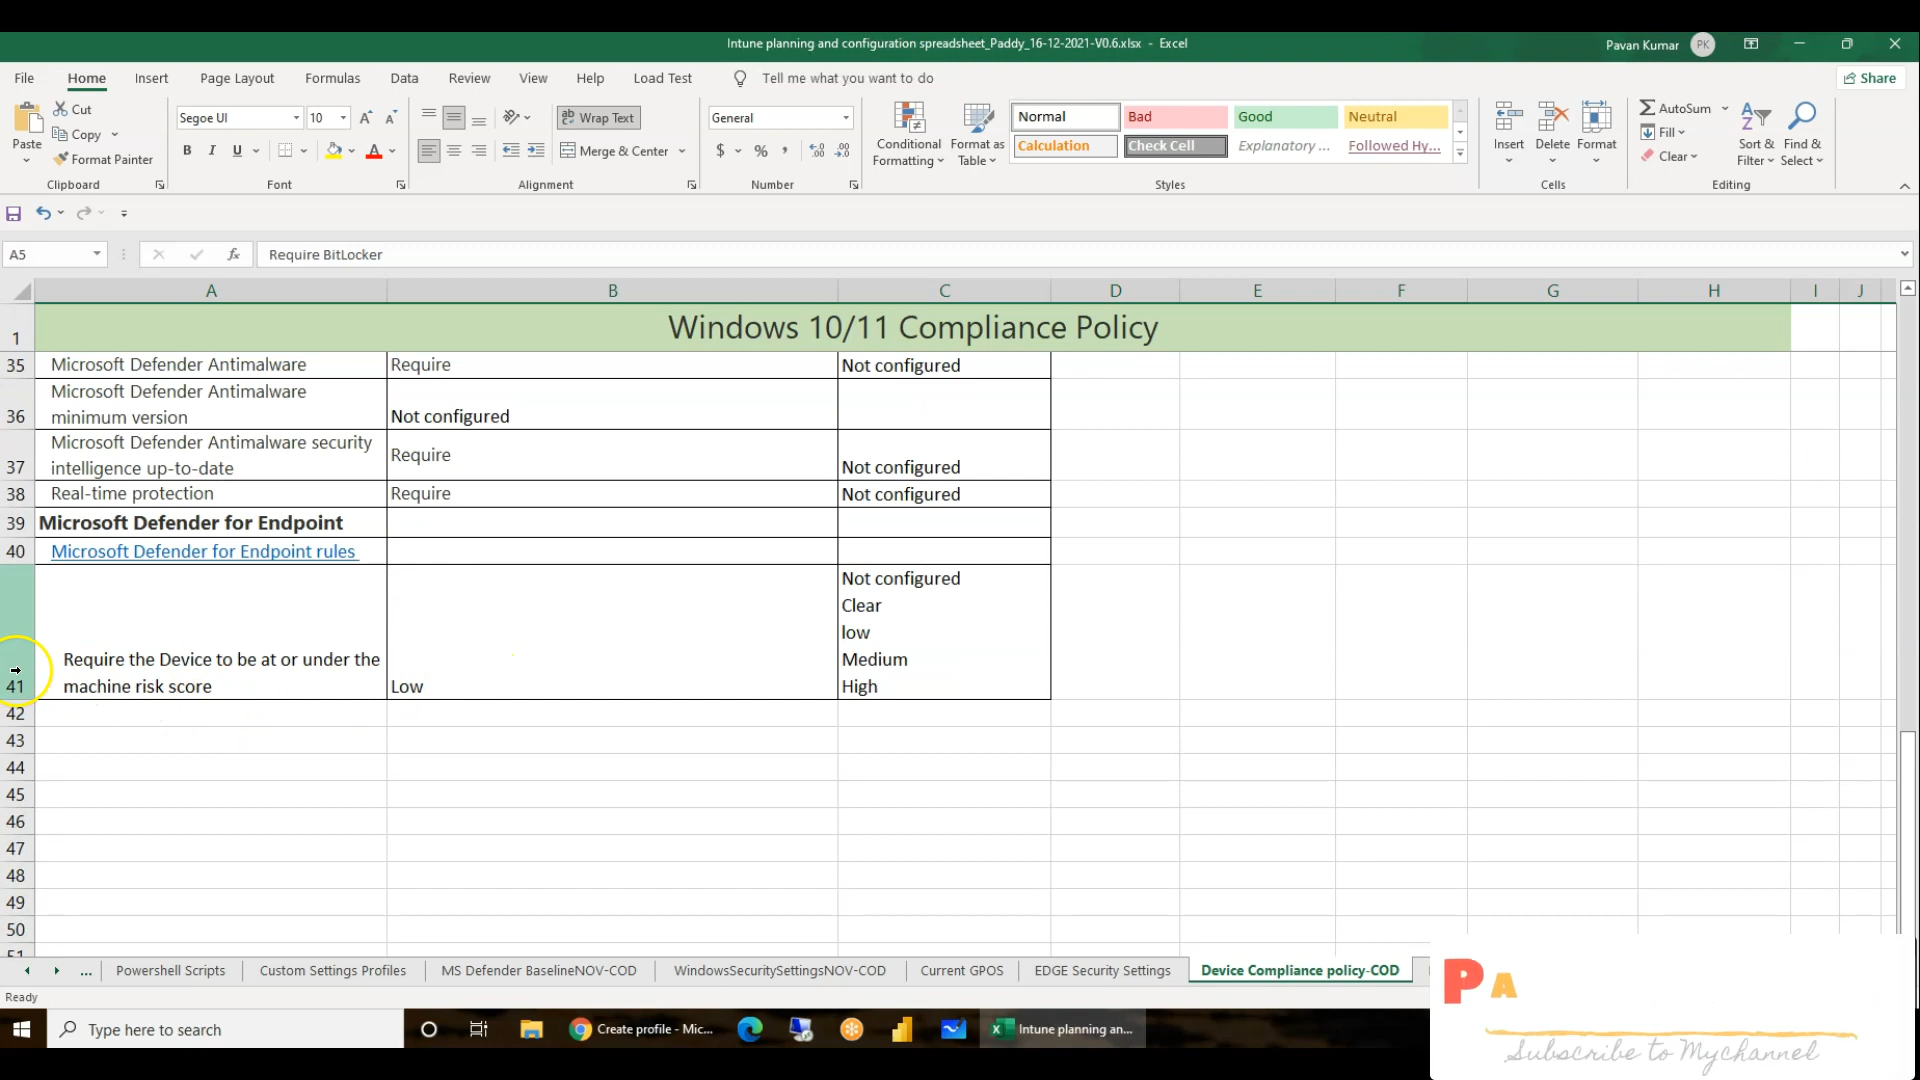 Intune planning and configuration spreadsheet_Paddy_16-12-2021-V0.6.xlsx - Excel
Pavan Kumar PK
File Home Insert Page Layout Formulas Data Review View Help Load Test Tell me what you want to do Share
Paste
Cut
Copy
Format Painter
Clipboard
Segoe UI 10
B I U
Font
ab Wrap Text
Merge & Center
Alignment
General
$ % ,
Number
Conditional
Formatting
Format as
Table
Normal Bad Good Neutral
Calculation Check Cell Explanatory ... Followed Hy...
Styles
Insert Delete Format
Cells
AutoSum
Fill
Clear
Sort &
Filter
Find &
Select
Editing
A5 fx Require BitLocker
A B C D E F G H I J
1 Windows 10/11 Compliance Policy
35 Microsoft Defender Antimalware Require Not configured
36 Microsoft Defender Antimalware
minimum version Not configured
37 Microsoft Defender Antimalware security
intelligence up-to-date Require Not configured
38 Real-time protection Require Not configured
39 Microsoft Defender for Endpoint
40 Microsoft Defender for Endpoint rules
Not configured
Clear
low
Require the Device to be at or under the Medium
41 machine risk score Low High
42
43
44
45
46
47
48
49
50
51
... Powershell Scripts Custom Settings Profiles MS Defender BaselineNOV-COD WindowsSecuritySettingsNOV-COD Current GPOS EDGE Security Settings Device Compliance policy-COD
Ready
Type here to search
Create profile - Mic...
Intune planning an...
PA
Subscribe to Mychannel